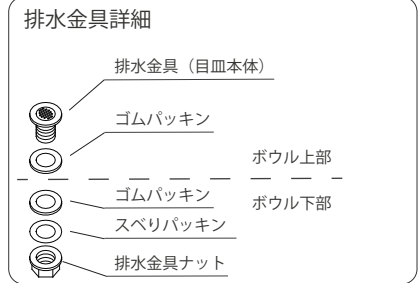 排水金具詳細
排水金具（目皿本体）
ゴムパッキン
ボウル上部
ゴムパッキン
ボウル下部
スベりパッキン
排水金具ナット